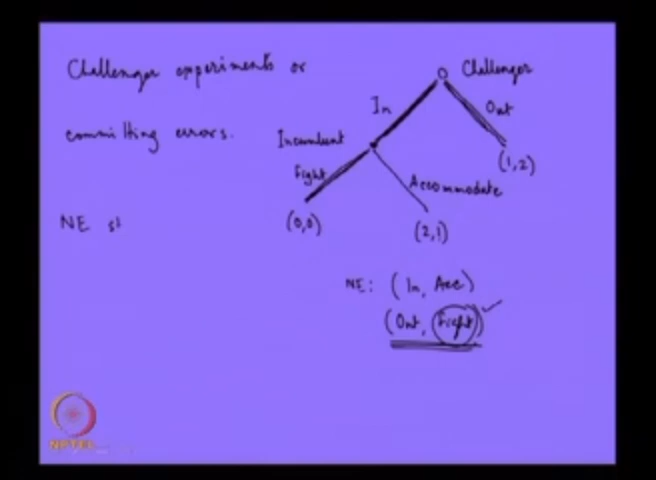 Challenger experiments or
committing errors.
Challenger
In
Out
Incumbent
Fight
Accommodate
(1,2)
(0,0)
(2,1)
NE
NE: (In, Acc)
(Out, Fight)
NPTEL